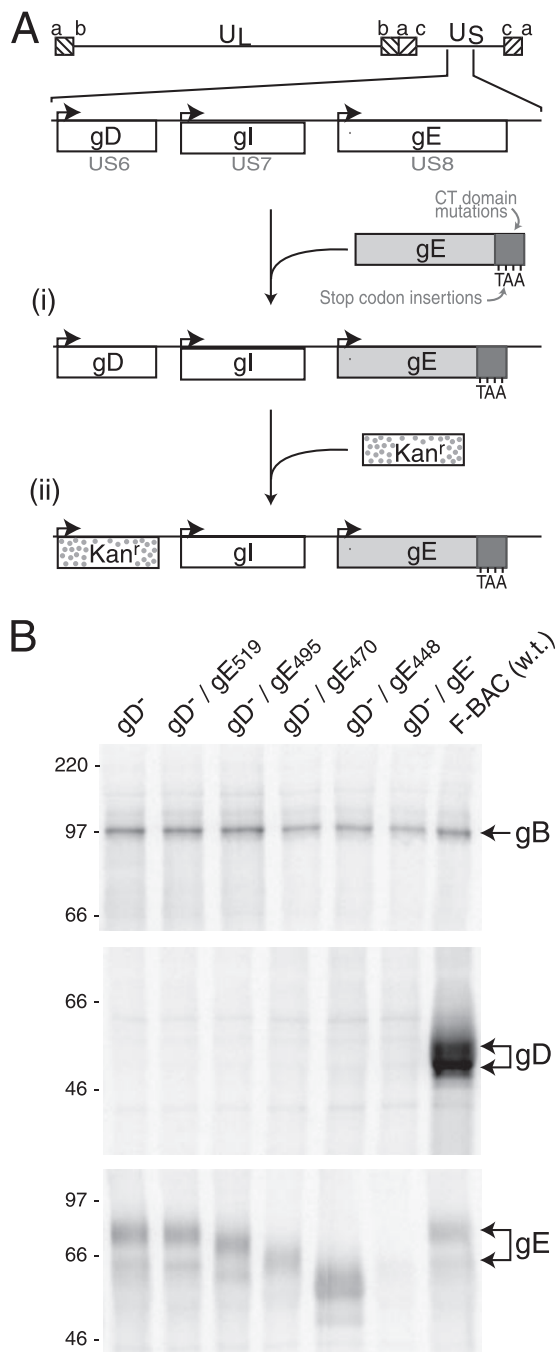 A
a b UL b a c US c a
gD gI gE
US6 US7 US8
CT domain
mutations
gE
TAA
Stop codon insertions
(i)
gD gI gE
TAA
Kanr
(ii)
Kanr gI gE
TAA
B
gD- gD- / gE519 gD- / gE495 gD- / gE470 gD- / gE448 gD- / gE- F-BAC (w.t.)
220 -
97 - gB
66 -
66 -
gD
46 -
97 -
gE
66 -
46 -